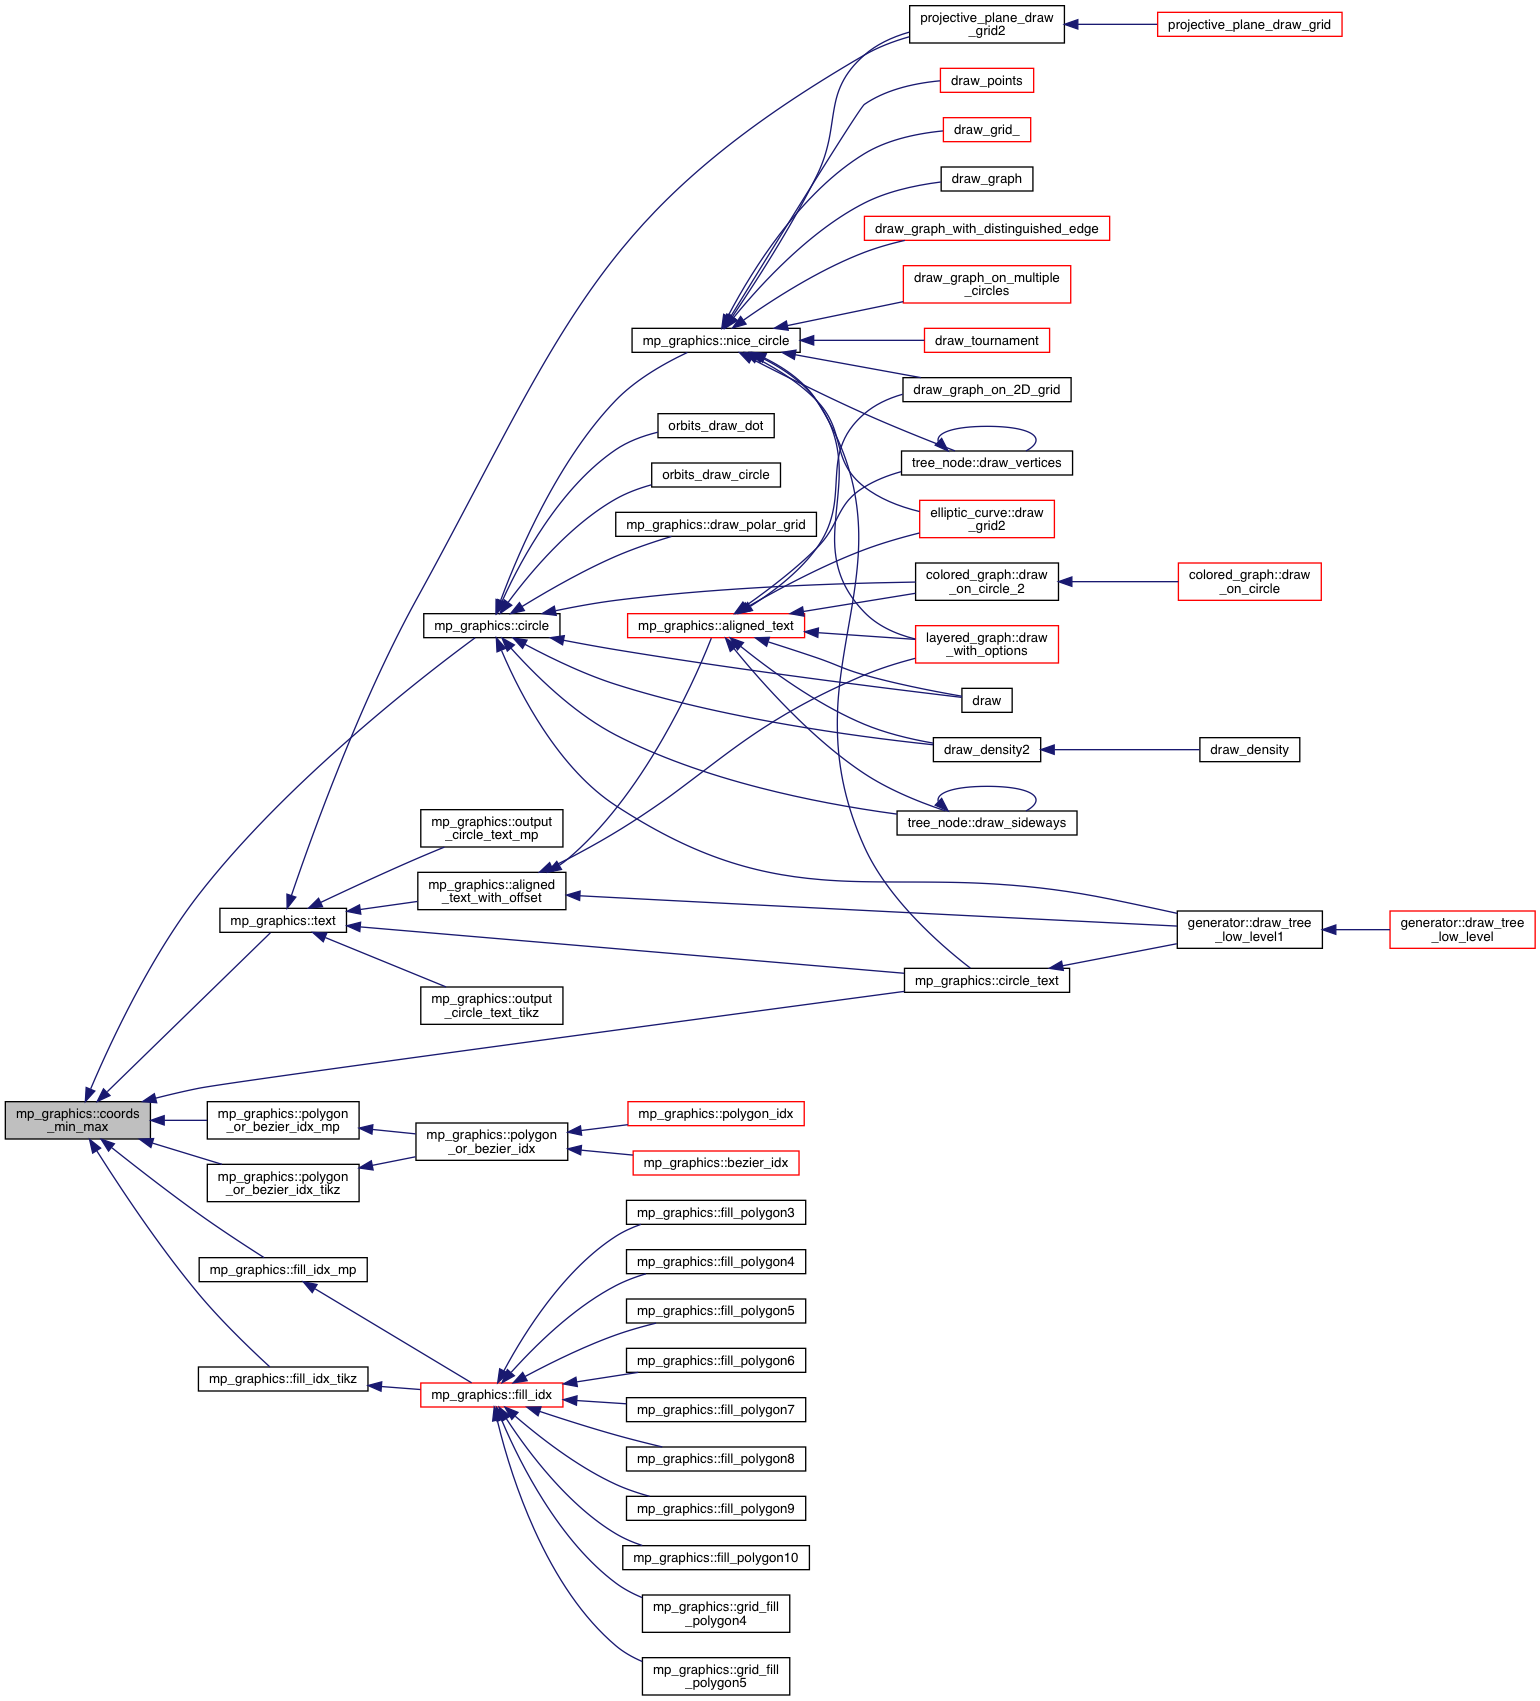 projective_plane_draw
_grid2
projective_plane_draw_grid
draw_points
draw_grid_
draw_graph
draw_graph_with_distinguished_edge
draw_graph_on_multiple
_circles
mp_graphics::nice_circle
draw_tournament
draw_graph_on_2D_grid
orbits_draw_dot
tree_node::draw_vertices
orbits_draw_circle
mp_graphics::draw_polar_grid
elliptic_curve::draw
_grid2
colored_graph::draw
_on_circle_2
colored_graph::draw
_on_circle
mp_graphics::circle
mp_graphics::aligned_text
layered_graph::draw
_with_options
draw
draw_density2
draw_density
tree_node::draw_sideways
mp_graphics::output
_circle_text_mp
mp_graphics::aligned
_text_with_offset
mp_graphics::text
generator::draw_tree
_low_level1
generator::draw_tree
_low_level
mp_graphics::circle_text
mp_graphics::output
_circle_text_tikz
mp_graphics::coords
_min_max
mp_graphics::polygon
_or_bezier_idx_mp
mp_graphics::polygon
_or_bezier_idx
mp_graphics::polygon_idx
mp_graphics::bezier_idx
mp_graphics::polygon
_or_bezier_idx_tikz
mp_graphics::fill_polygon3
mp_graphics::fill_idx_mp
mp_graphics::fill_polygon4
mp_graphics::fill_polygon5
mp_graphics::fill_polygon6
mp_graphics::fill_idx_tikz
mp_graphics::fill_idx
mp_graphics::fill_polygon7
mp_graphics::fill_polygon8
mp_graphics::fill_polygon9
mp_graphics::fill_polygon10
mp_graphics::grid_fill
_polygon4
mp_graphics::grid_fill
_polygon5